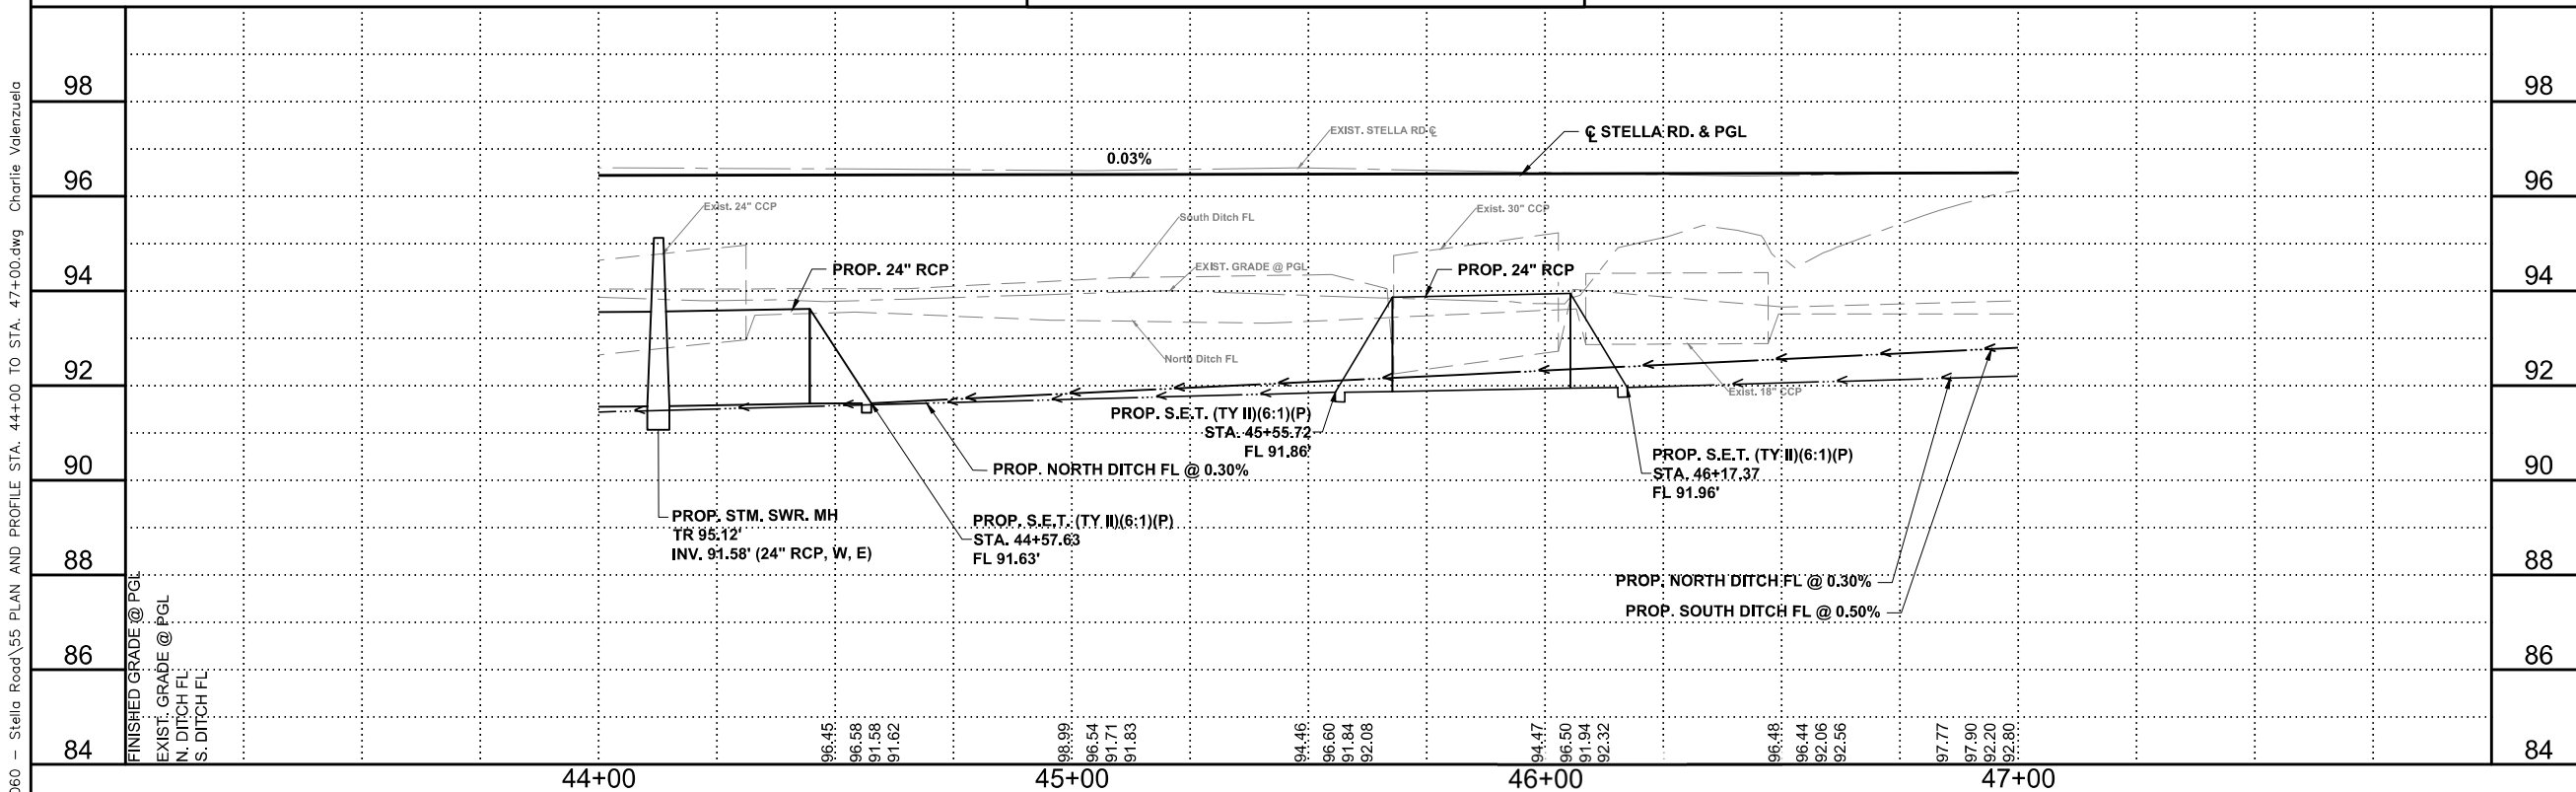 98
96
94
92
90
88
86
84
98
96
94
92
90
88
86
84
060 - Stella Road\55 PLAN AND PROFILE STA. 44+00 TO STA. 47+00.dwg Charlie Valenzuela
EXIST. STELLA RD ℄
℄ STELLA RD. & PGL
0.03%
Exist. 24" CCP
South Ditch FL
Exist. 30" CCP
EXIST. GRADE @ PGL
PROP. 24" RCP
PROP. 24" RCP
North Ditch FL
Exist. 18" CCP
PROP. S.E.T. (TY II)(6:1)(P)
STA. 45+55.72
FL 91.86'
PROP. S.E.T. (TY II)(6:1)(P)
STA. 46+17.37
FL 91.96'
PROP. NORTH DITCH FL @ 0.30%
PROP. STM. SWR. MH
TR 95.12'
INV. 91.58' (24" RCP, W, E)
PROP. S.E.T. (TY II)(6:1)(P)
STA. 44+57.63
FL 91.63'
PROP. NORTH DITCH FL @ 0.30%
PROP. SOUTH DITCH FL @ 0.50%
FINISHED GRADE @ PGL
EXIST. GRADE @ PGL
N. DITCH FL
S. DITCH FL
96.45
96.58
91.58
91.62
98.99
96.54
91.71
91.83
94.46
96.60
91.84
92.08
94.47
96.50
91.94
92.32
96.48
96.44
92.06
92.56
97.77
97.90
92.20
92.80
44+00
45+00
46+00
47+00